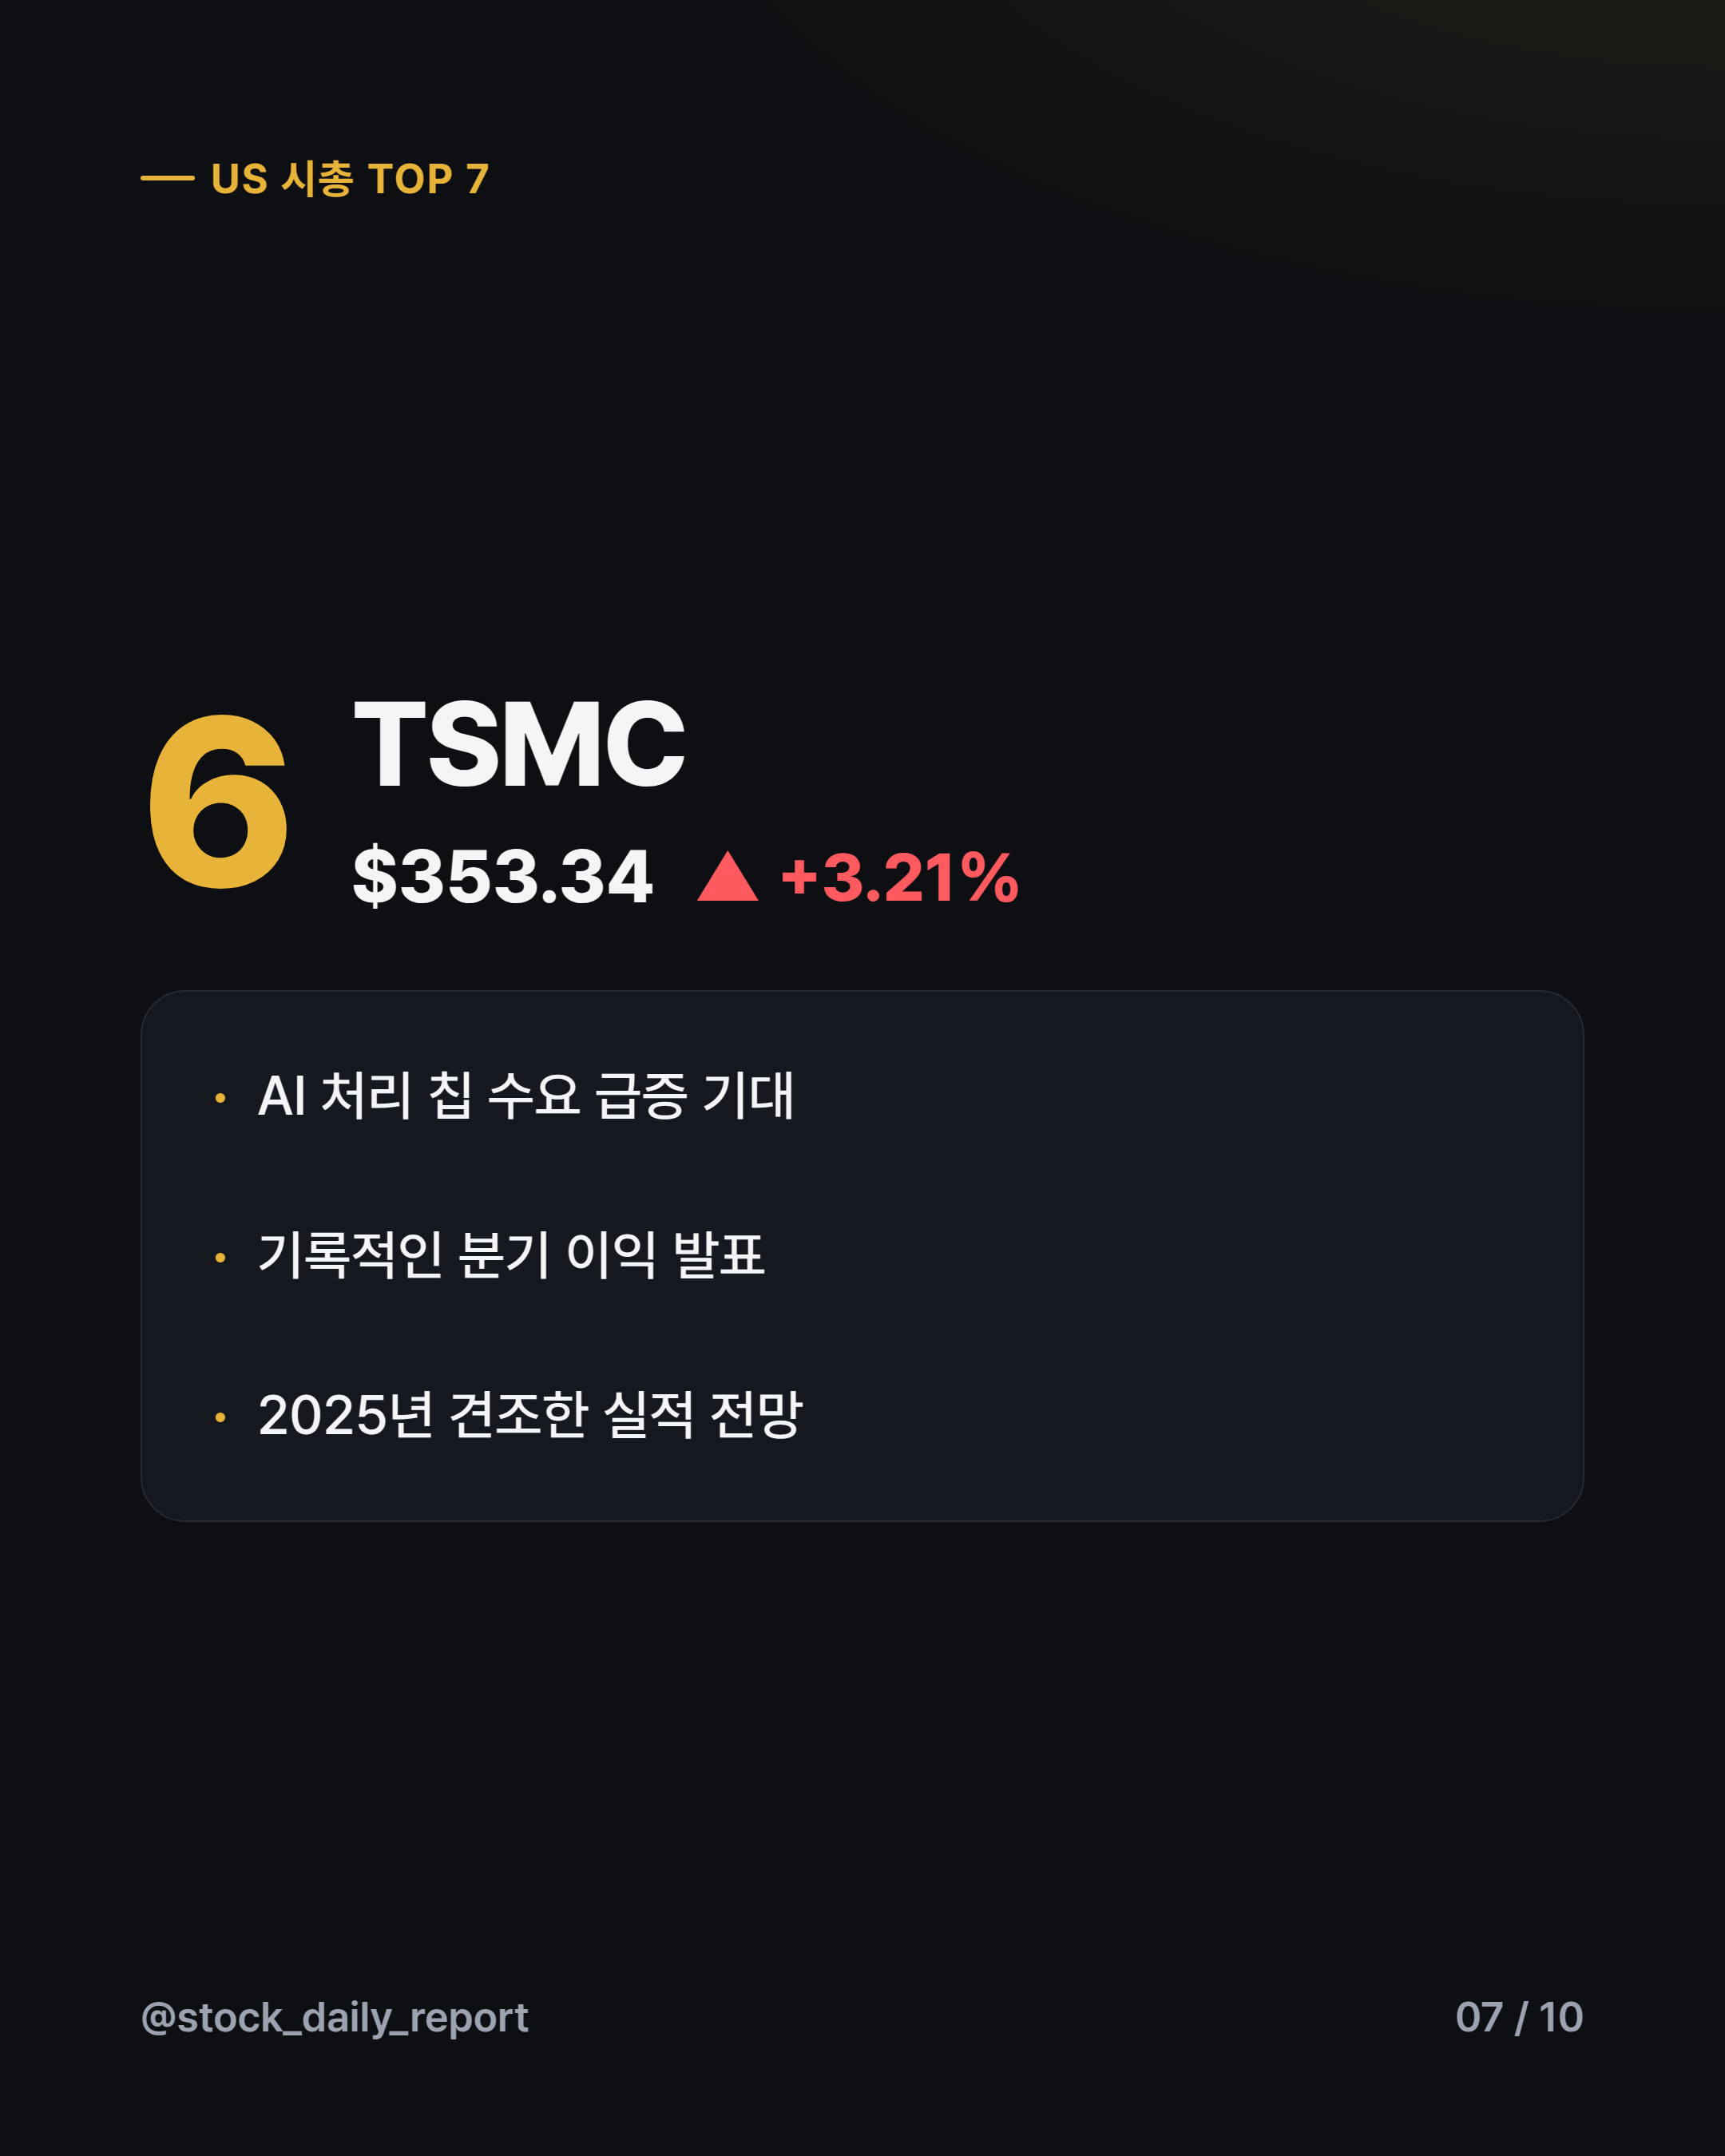 US 시총 TOP 7
6
TSMC
$353.34 ▲ +3.21%
• AI 처리 칩 수요 급증 기대
• 기록적인 분기 이익 발표
• 2025년 견조한 실적 전망
@stock_daily_report
07 / 10